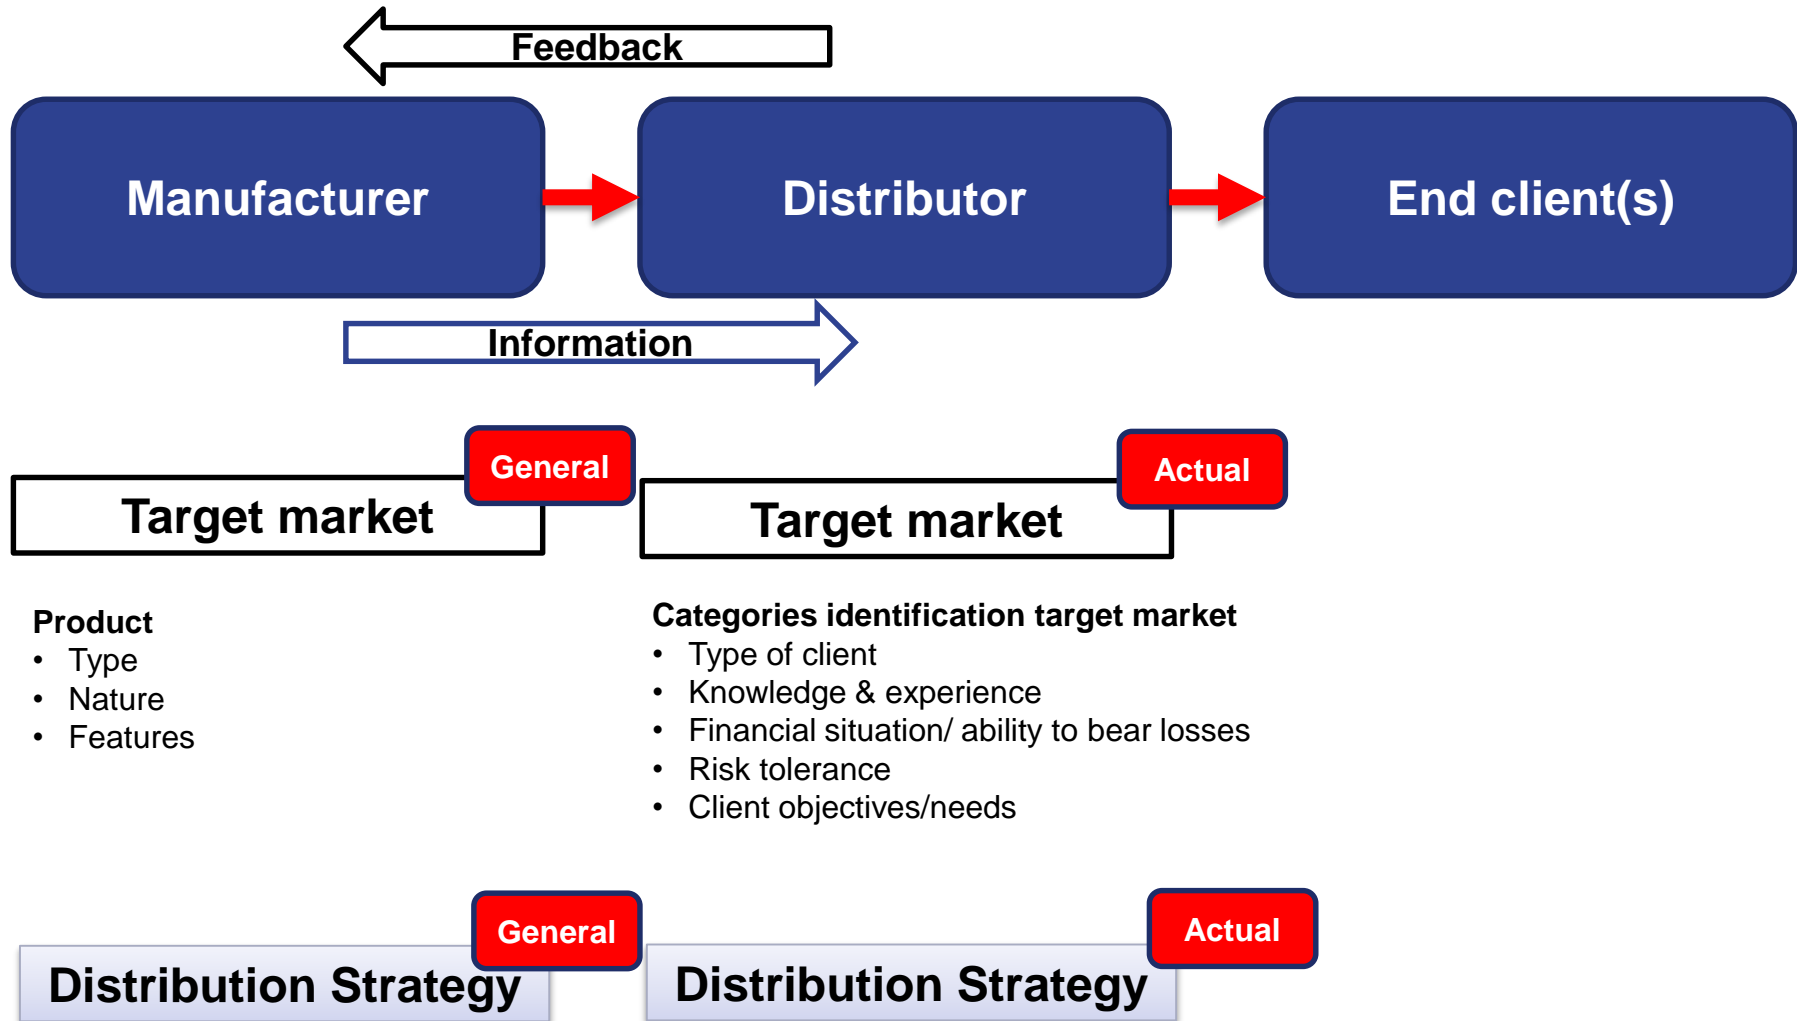 Feedback
Manufacturer
Distributor
End client(s)
Information
General
Target market
Actual
Target market
Product
• Type
• Nature
• Features
Categories identification target market
• Type of client
• Knowledge & experience
• Financial situation/ ability to bear losses
• Risk tolerance
• Client objectives/needs
General
Distribution Strategy
Actual
Distribution Strategy